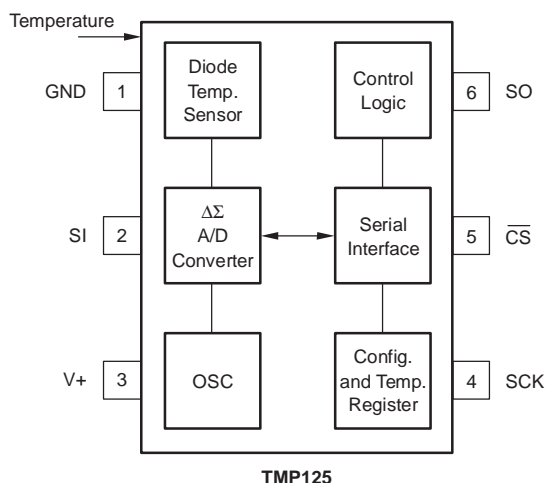 Temperature
GND
1
Diode
Temp.
Sensor
Control
Logic
6
SO
SI
2
ΔΣ
A/D
Converter
Serial
Interface
5
C̅S̅
V+
3
OSC
Config.
and Temp.
Register
4
SCK
TMP125